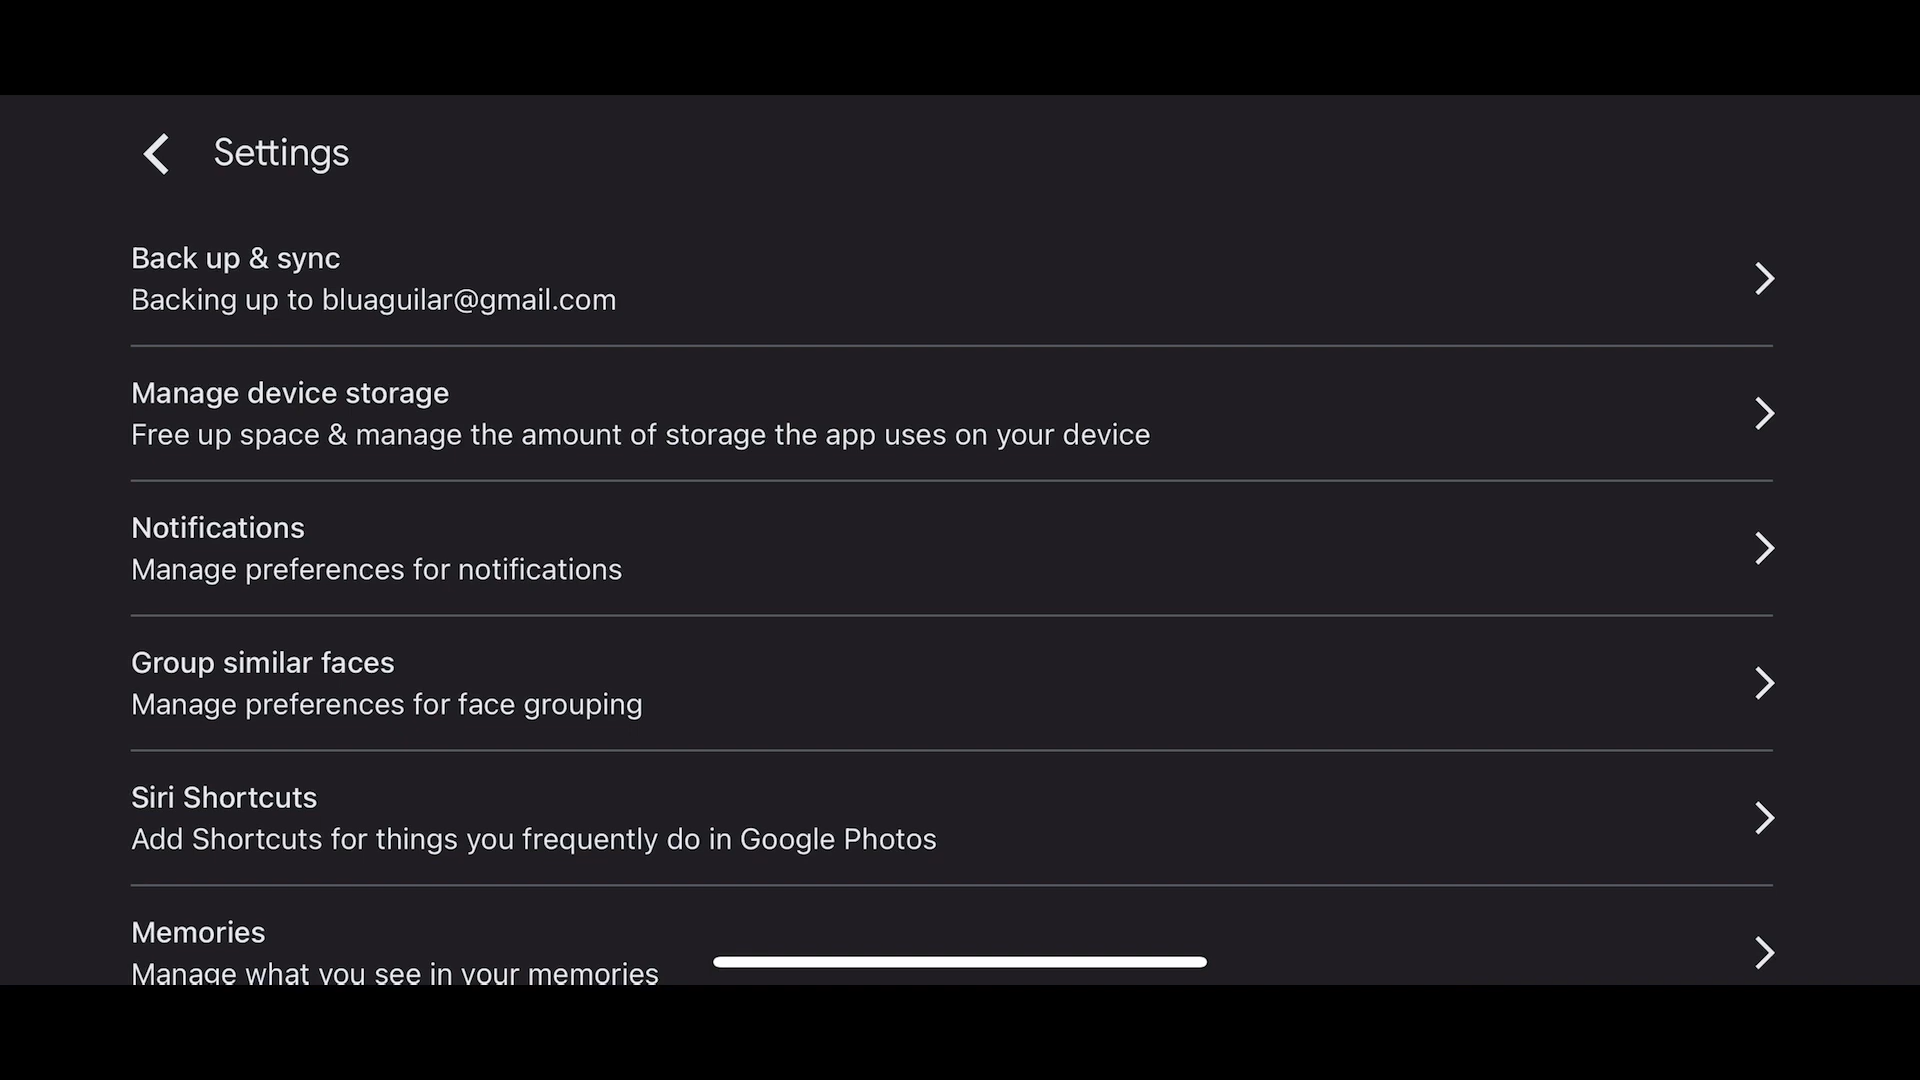 Settings
Back up & sync
Backing up to bluaguilar@gmail.com
Manage device storage
Free up space & manage the amount of storage the app uses on your device
Notifications
Manage preferences for notifications
Group similar faces
Manage preferences for face grouping
Siri Shortcuts
Add Shortcuts for things you frequently do in Google Photos
Memories
Manage what you see in your memories